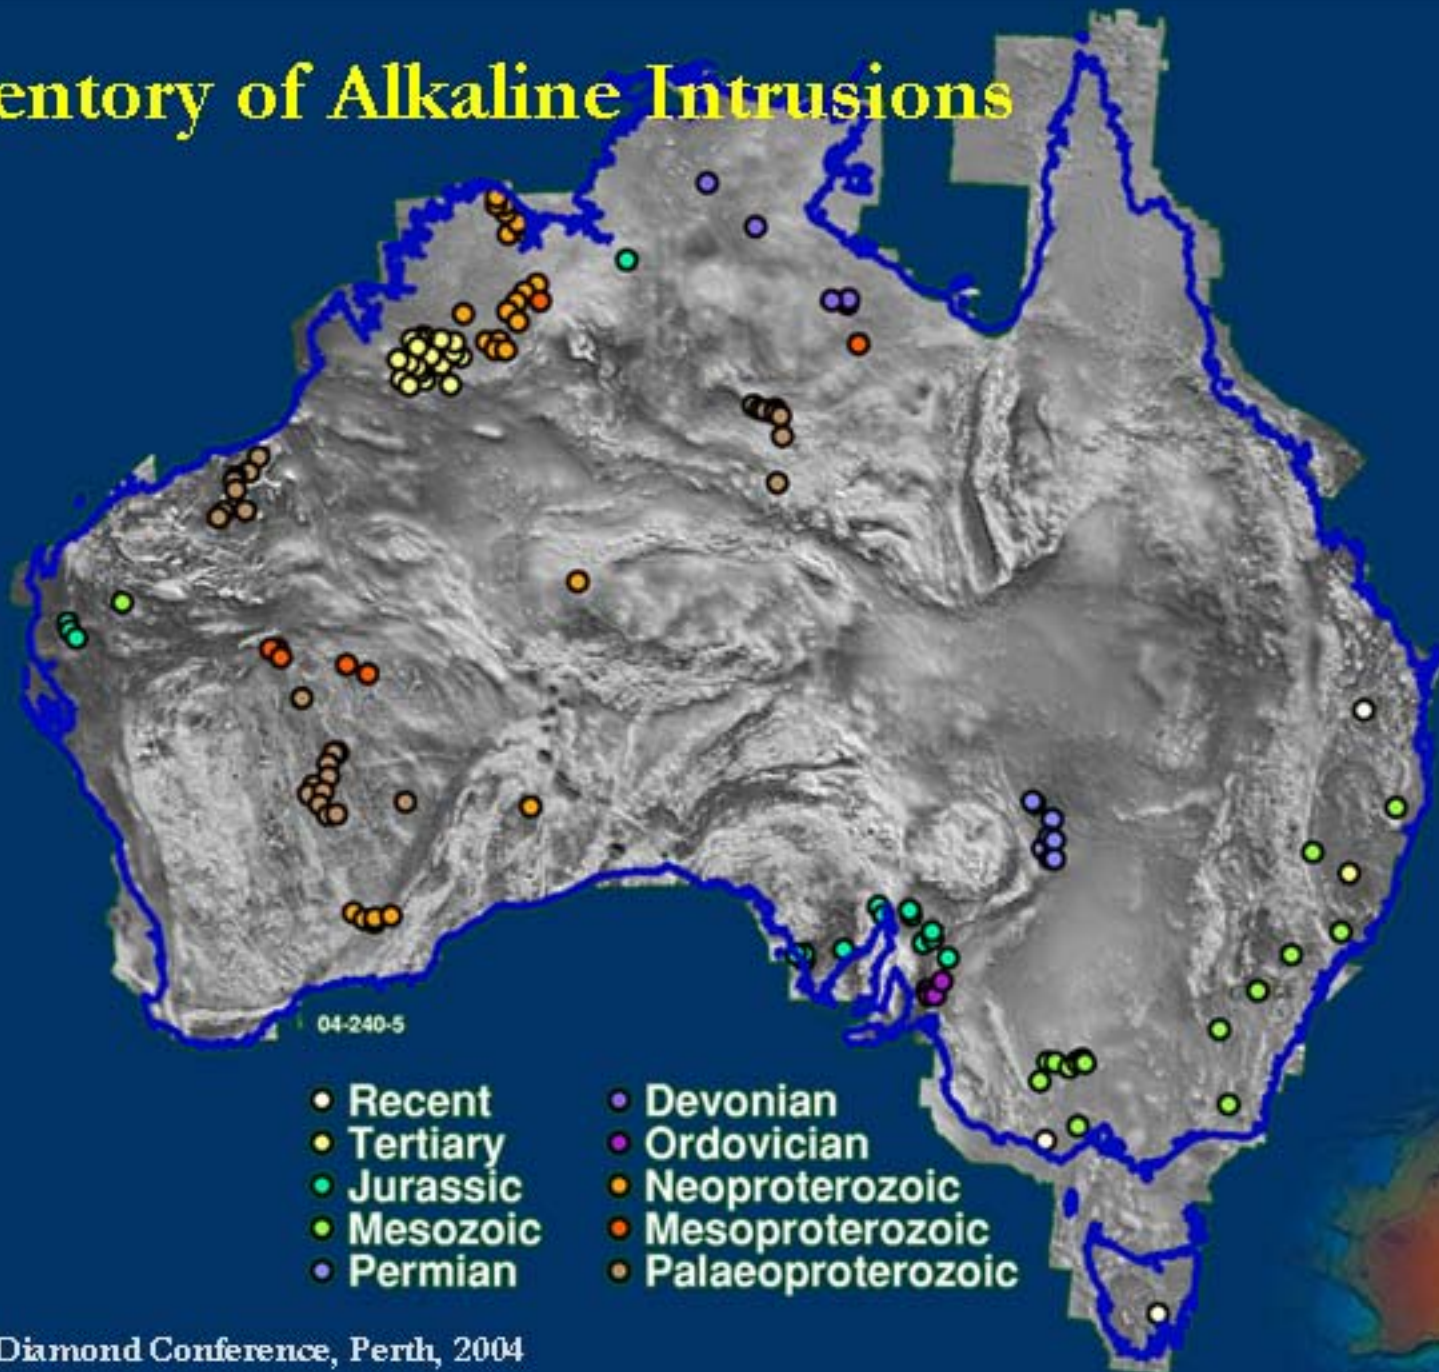 entory of Alkaline Intrusions
04-240-5
Recent
Tertiary
Jurassic
Mesozoic
Permian
Devonian
Ordovician
Neoproterozoic
Mesoproterozoic
Palaeoproterozoic
Diamond Conference, Perth, 2004